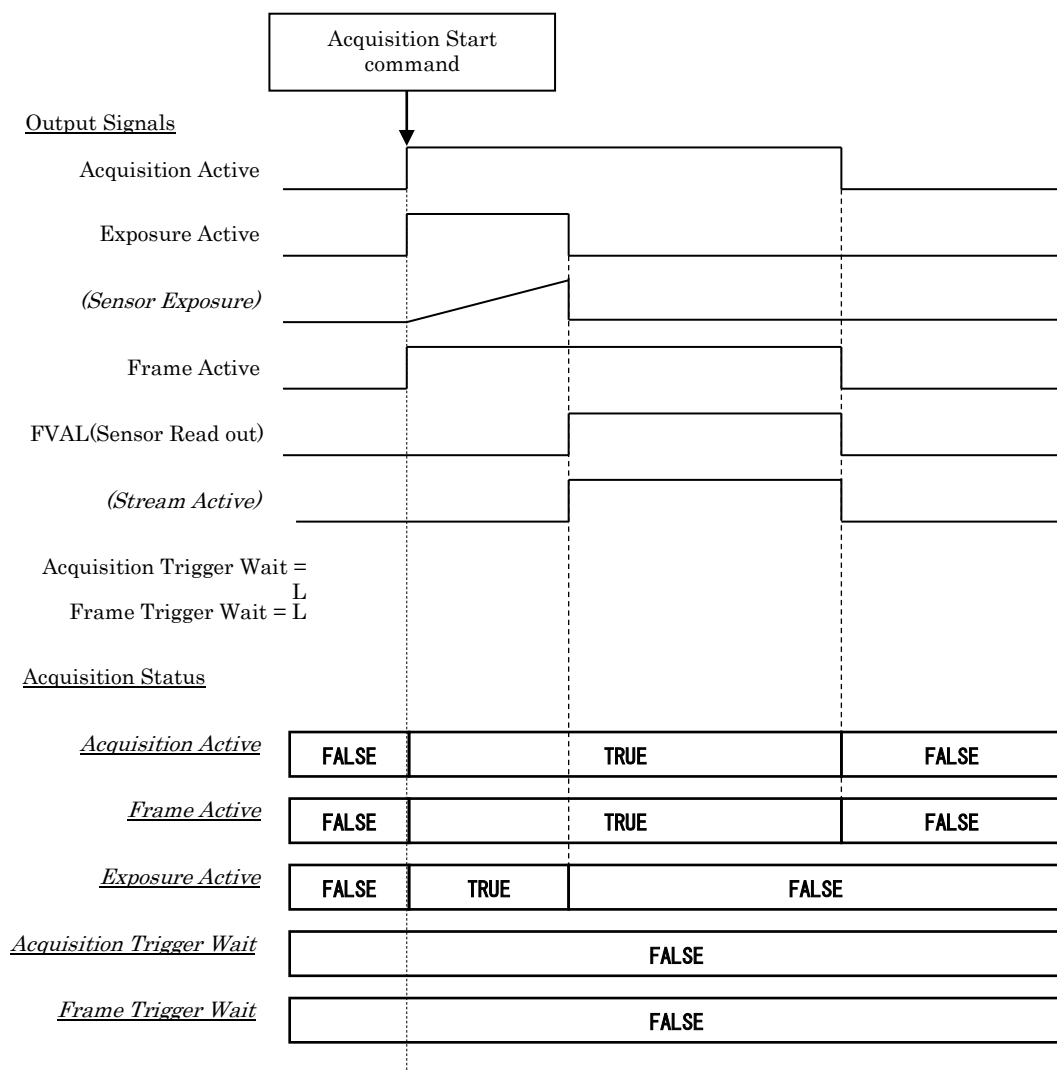 Acquisition Start
command
Output Signals
Acquisition Active
Exposure Active
(Sensor Exposure)
Frame Active
FVAL(Sensor Read out)
(Stream Active)
Acquisition Trigger Wait =
L
Frame Trigger Wait = L
Acquisition Status
Acquisition Active FALSE TRUE FALSE
Frame Active FALSE TRUE FALSE
Exposure Active FALSE TRUE FALSE
Acquisition Trigger Wait FALSE
Frame Trigger Wait FALSE